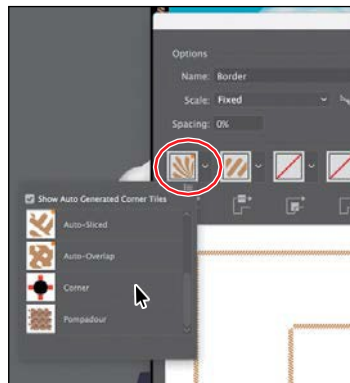 Options
Name: Border
Scale: Fixed
Spacing: 0%
Show Auto Generated Corner Tiles
Auto-Sliced
Auto-Overlap
Corner
Pompadour